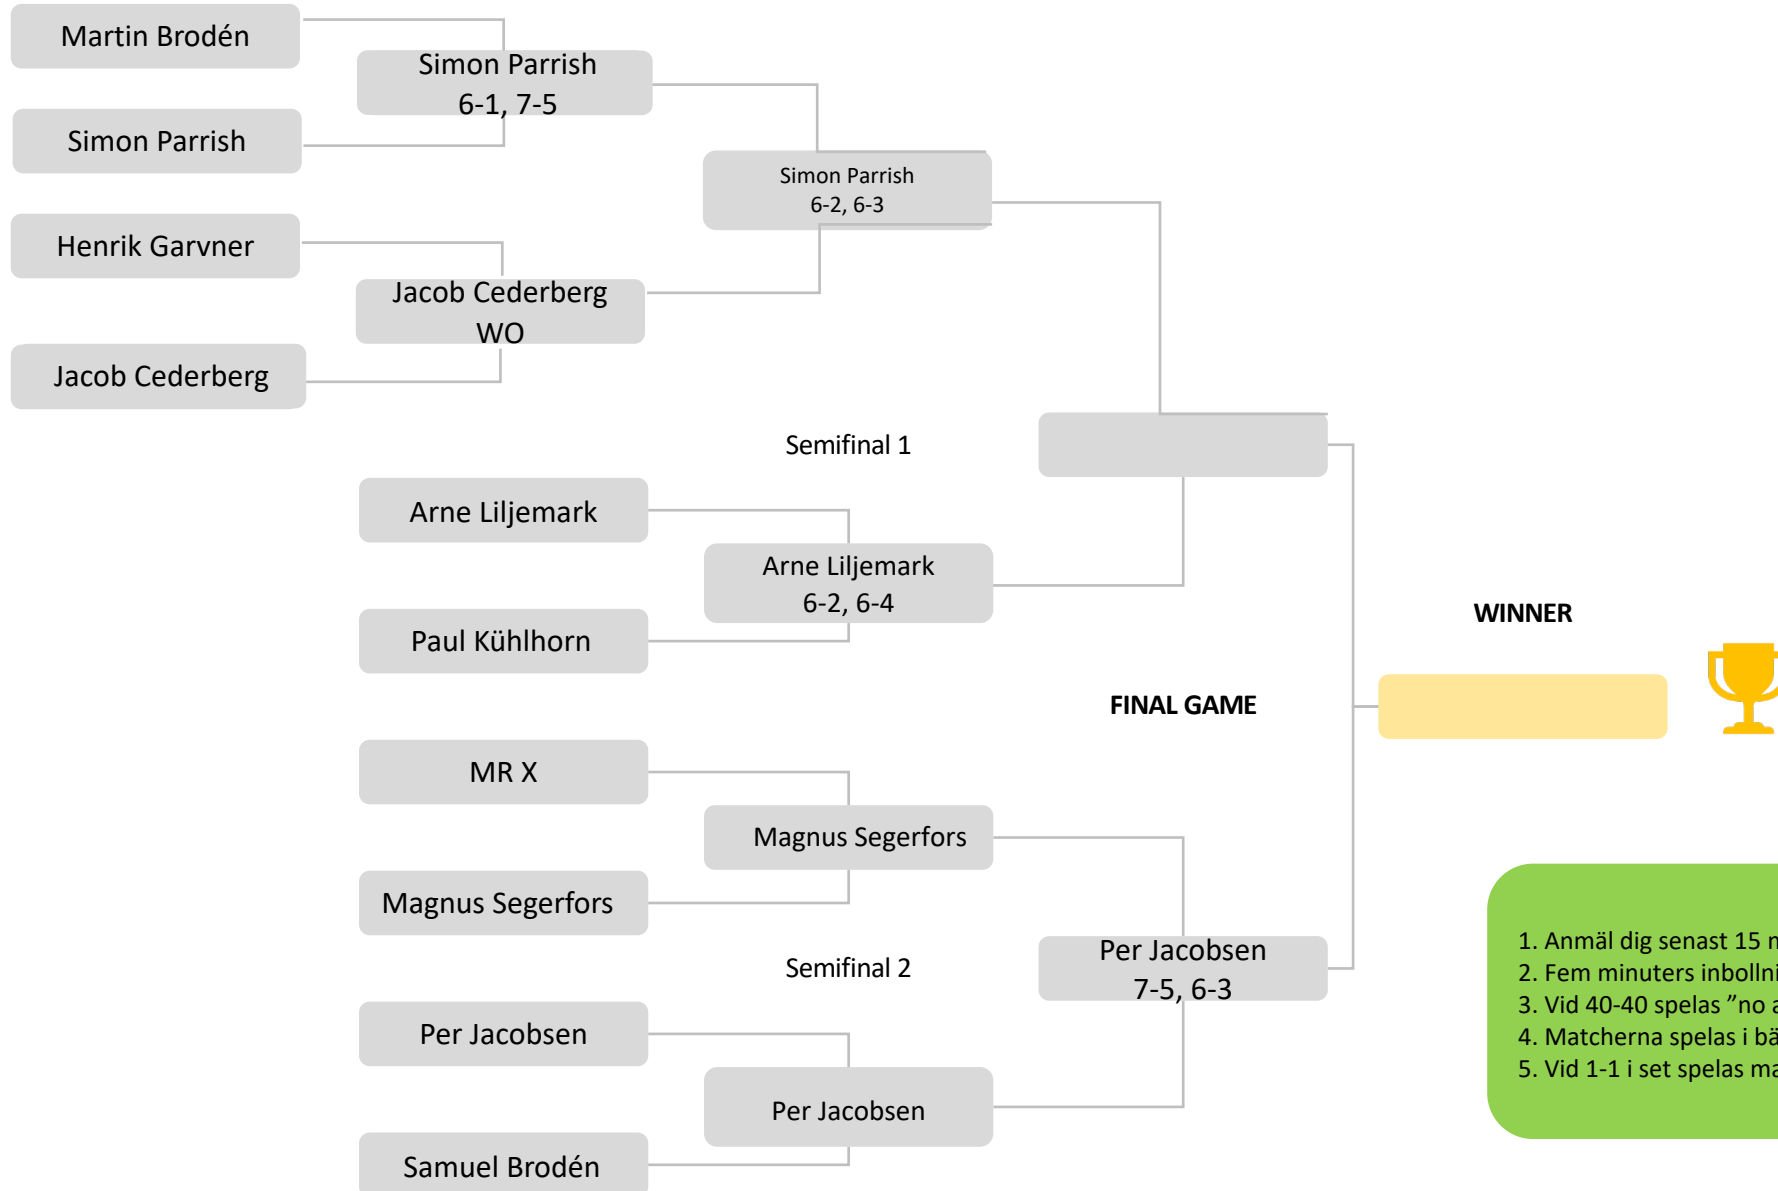 Martin Brodén
Simon Parrish
6-1, 7-5
Simon Parrish
Simon Parrish
6-2, 6-3
Henrik Garvner
Jacob Cederberg
WO
Jacob Cederberg
Semifinal 1
Arne Liljemark
Arne Liljemark
6-2, 6-4
Paul Kühlhorn
WINNER
FINAL GAME
MR X
Magnus Segerfors
Magnus Segerfors
Semifinal 2
Per Jacobsen
7-5, 6-3
Per Jacobsen
Per Jacobsen
Samuel Brodén
1. Anmäl dig senast 15
2. Fem minuters
3. Vid 40-40 spelas ”no
4. Matcherna spelas i
5. Vid 1-1 i set spelas